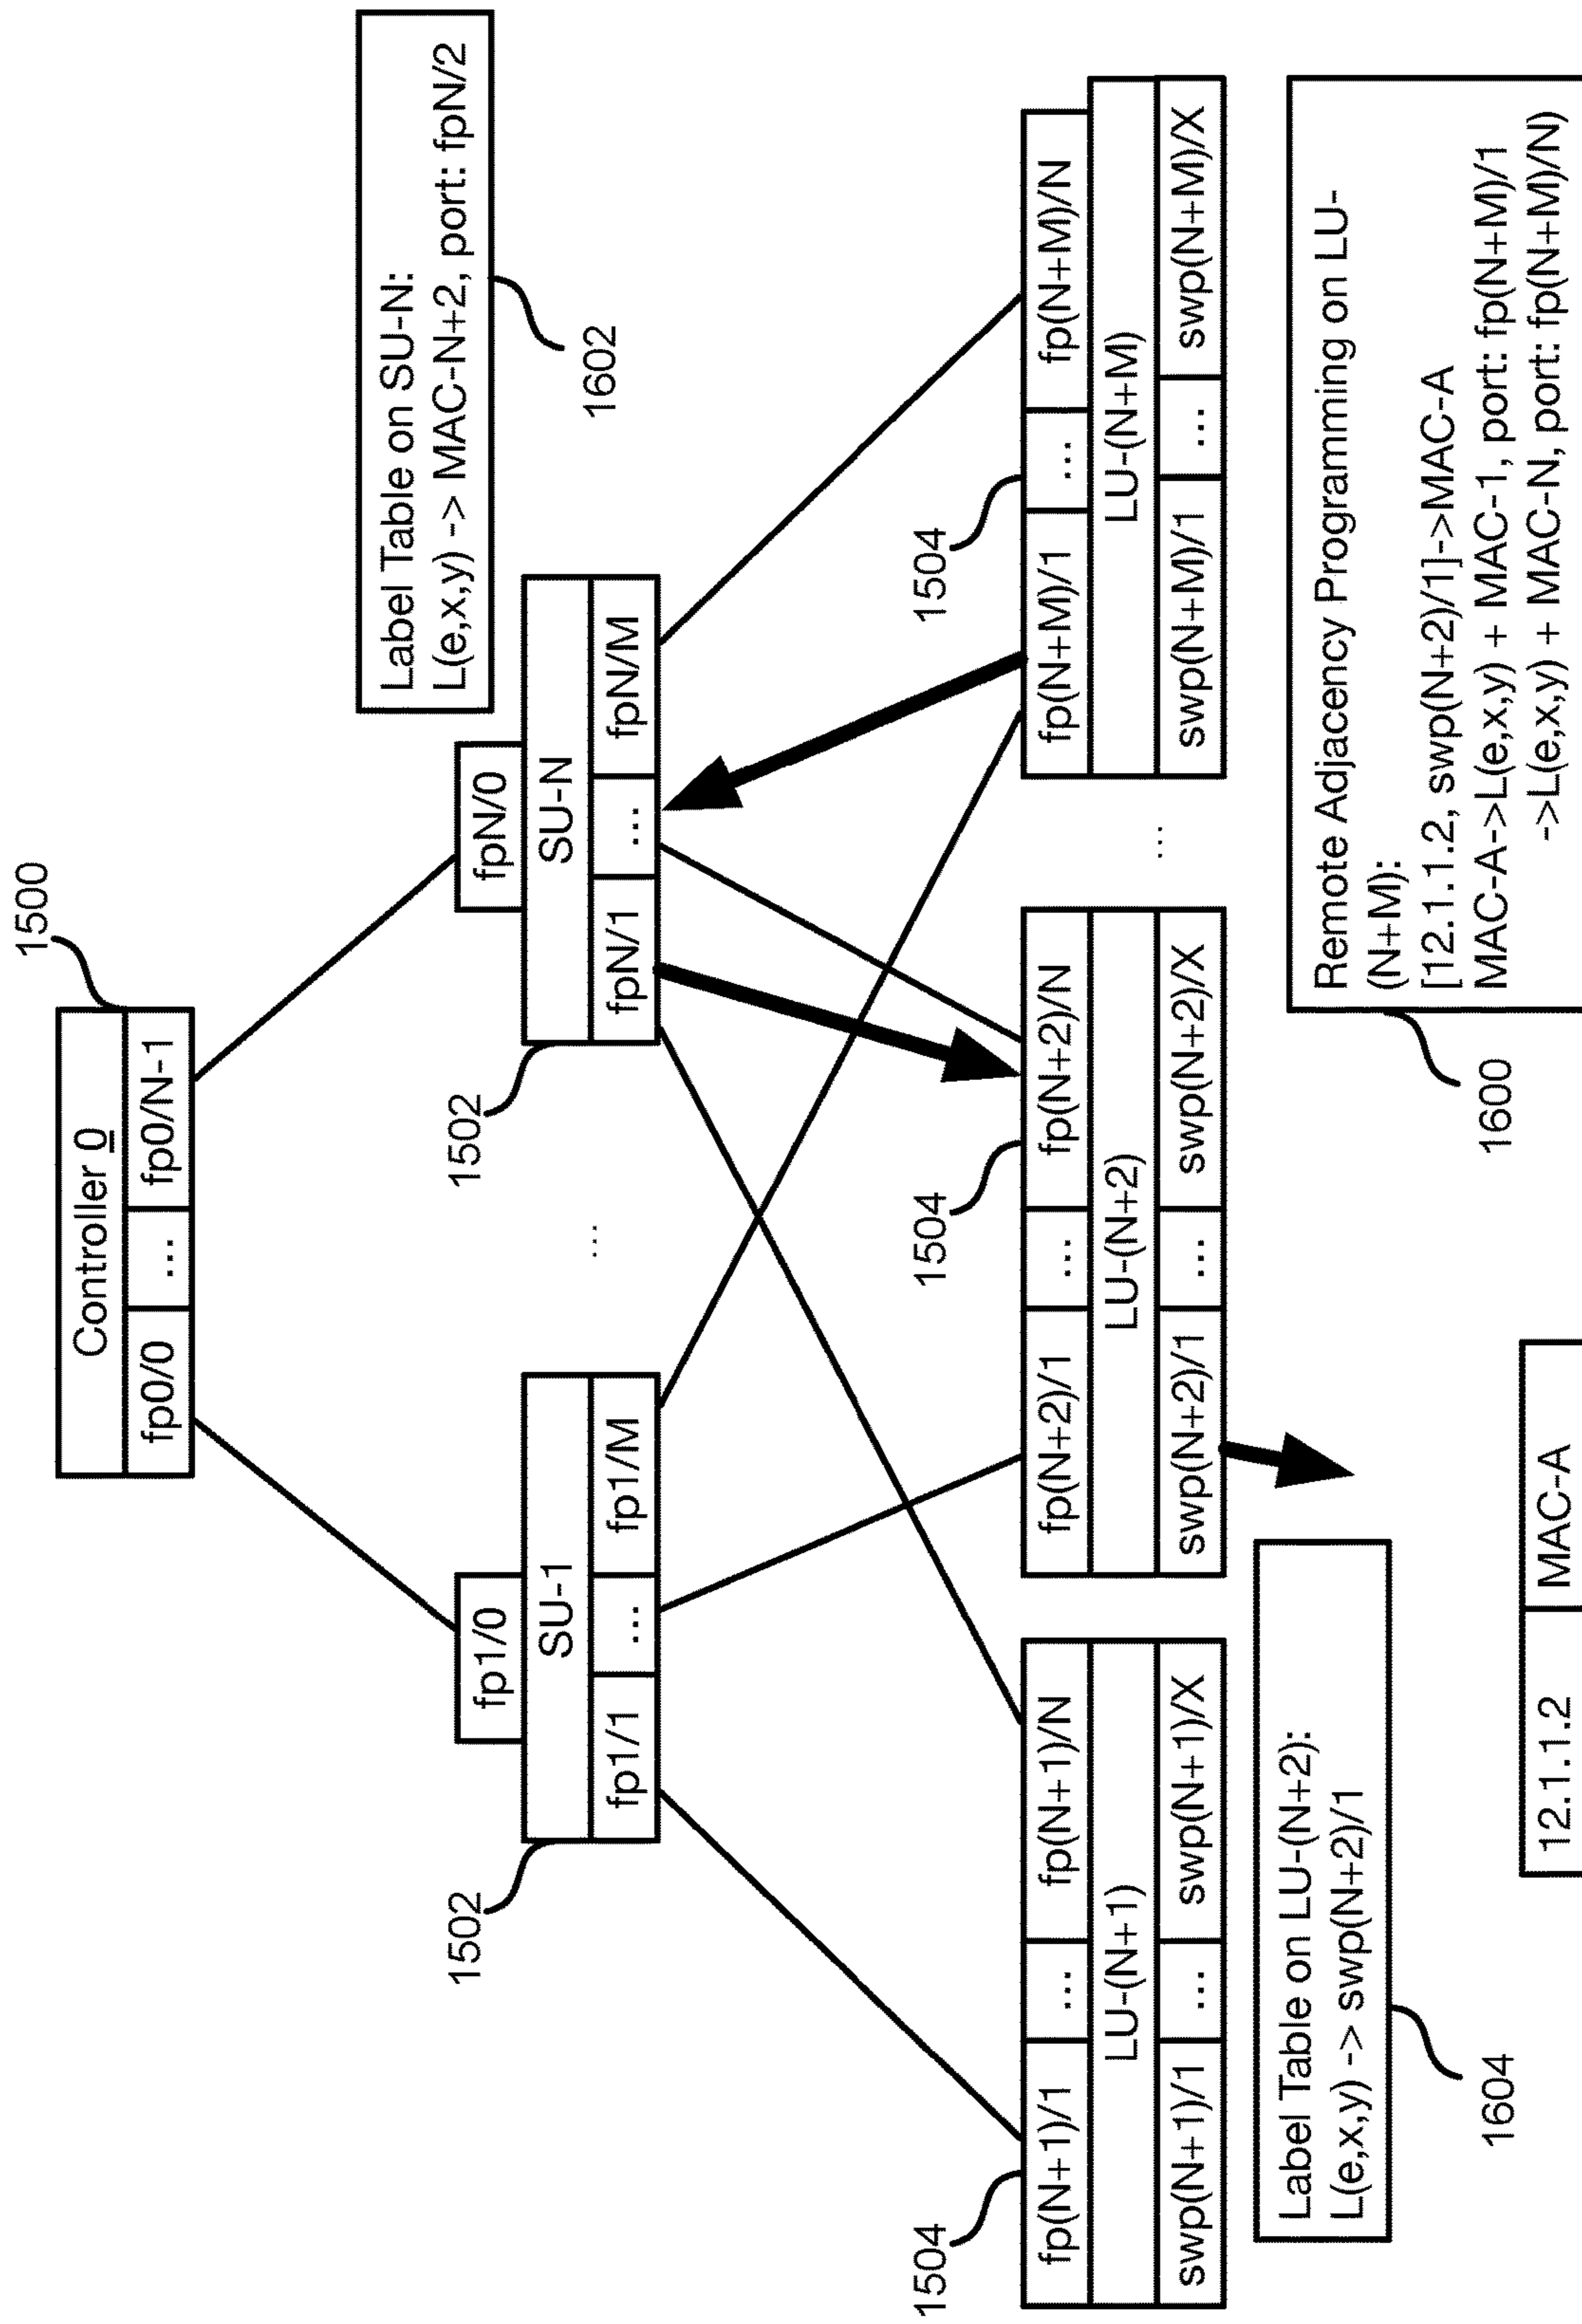 1500
Controller 0
fp0/0 ... fp0/N-1
Label Table on SU-N:
L(e,x,y) -> MAC-N+2, port: fpN/2
1602
fp1/0
SU-1
fp1/1 ... fp1/M
1502
...
fpN/0
SU-N
fpN/1 ... fpN/M
1502
1504
fp(N+1)/1 ... fp(N+1)/N
LU-(N+1)
swp(N+1)/1 ... swp(N+1)/X
1504
fp(N+2)/1 ... fp(N+2)/N
LU-(N+2)
swp(N+2)/1 ... swp(N+2)/X
...
1504
fp(N+M)/1 ... fp(N+M)/N
LU-(N+M)
swp(N+M)/1 ... swp(N+M)/X
Label Table on LU-(N+2):
L(e,x,y) -> swp(N+2)/1
1604
12.1.1.2 MAC-A
Remote Adjacency Programming on LU-
(N+M):
[12.1.1.2, swp(N+2)/1]->MAC-A
MAC-A->L(e,x,y) + MAC-1, port: fp(N+M)/1
->L(e,x,y) + MAC-N, port: fp(N+M)/N)
1600